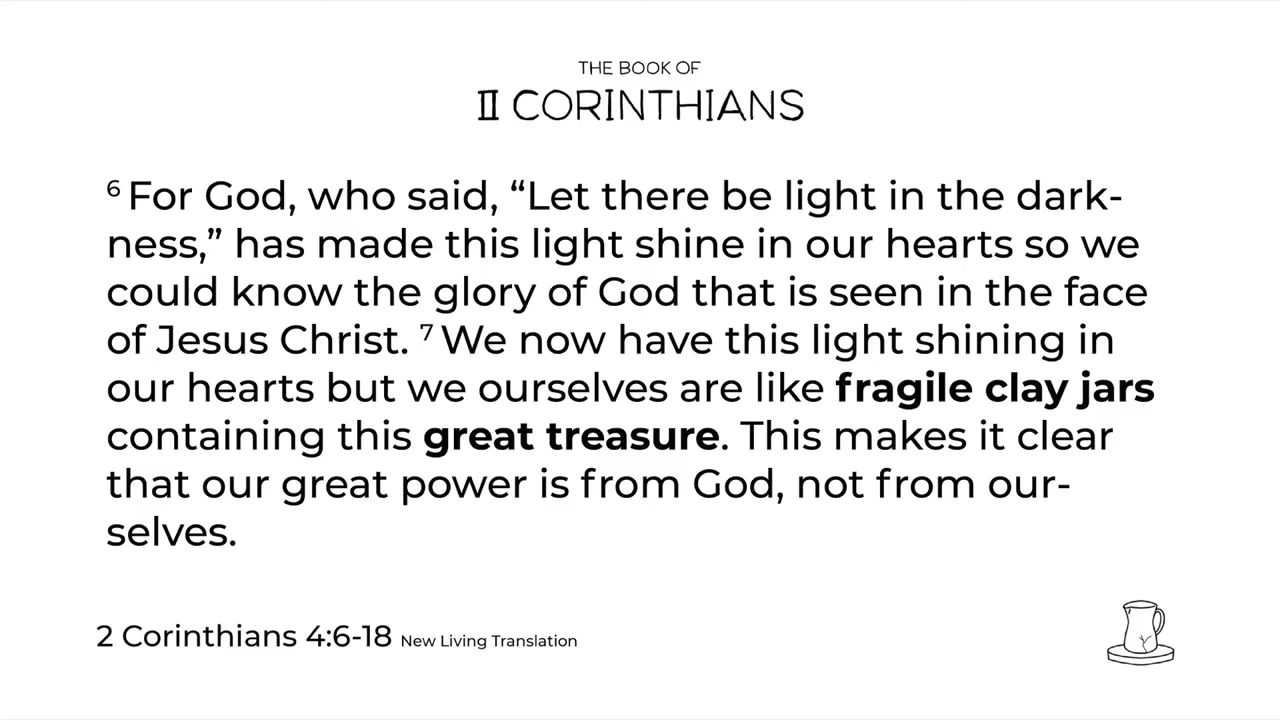 THE BOOK OF
II CORINTHIANS
⁶ For God, who said, “Let there be light in the dark-
ness,” has made this light shine in our hearts so we
could know the glory of God that is seen in the face
of Jesus Christ. ⁷ We now have this light shining in
our hearts but we ourselves are like fragile clay jars
containing this great treasure. This makes it clear
that our great power is from God, not from our-
selves.
2 Corinthians 4:6-18 New Living Translation